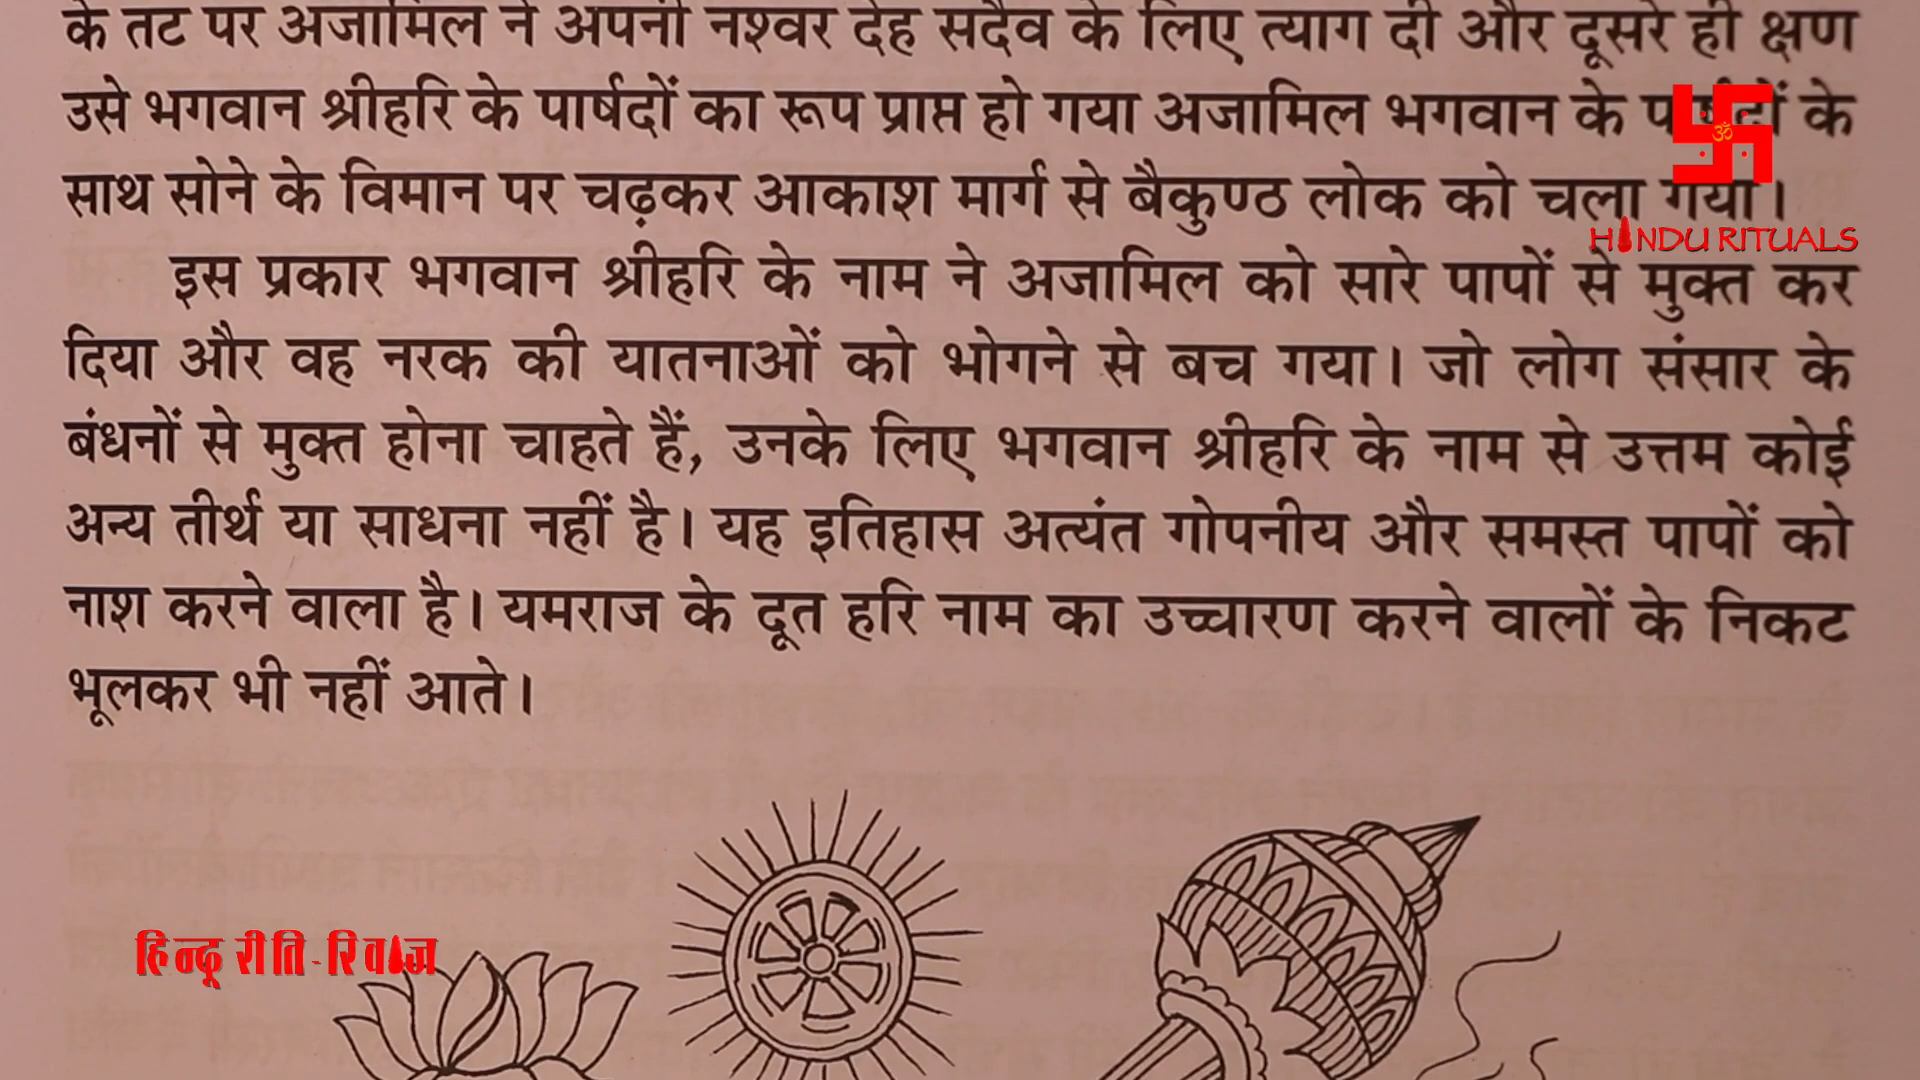 के तट पर अजामिल ने अपनी नश्वर देह सदैव के लिए त्याग दी और दूसरे ही क्षण
उसे भगवान श्रीहरि के पार्षदों का रूप प्राप्त हो गया अजामिल भगवान के पार्षदों के
साथ सोने के विमान पर चढ़कर आकाश मार्ग से बैकुण्ठ लोक को चला गया।
HINDU RITUALS
इस प्रकार भगवान श्रीहरि के नाम ने अजामिल को सारे पापों से मुक्त कर
दिया और वह नरक की यातनाओं को भोगने से बच गया। जो लोग संसार के
बंधनों से मुक्त होना चाहते हैं, उनके लिए भगवान श्रीहरि के नाम से उत्तम कोई
अन्य तीर्थ या साधना नहीं है। यह इतिहास अत्यंत गोपनीय और समस्त पापों को
नाश करने वाला है। यमराज के दूत हरि नाम का उच्चारण करने वालों के निकट
भूलकर भी नहीं आते।
हिन्दू रीति-रिवाज